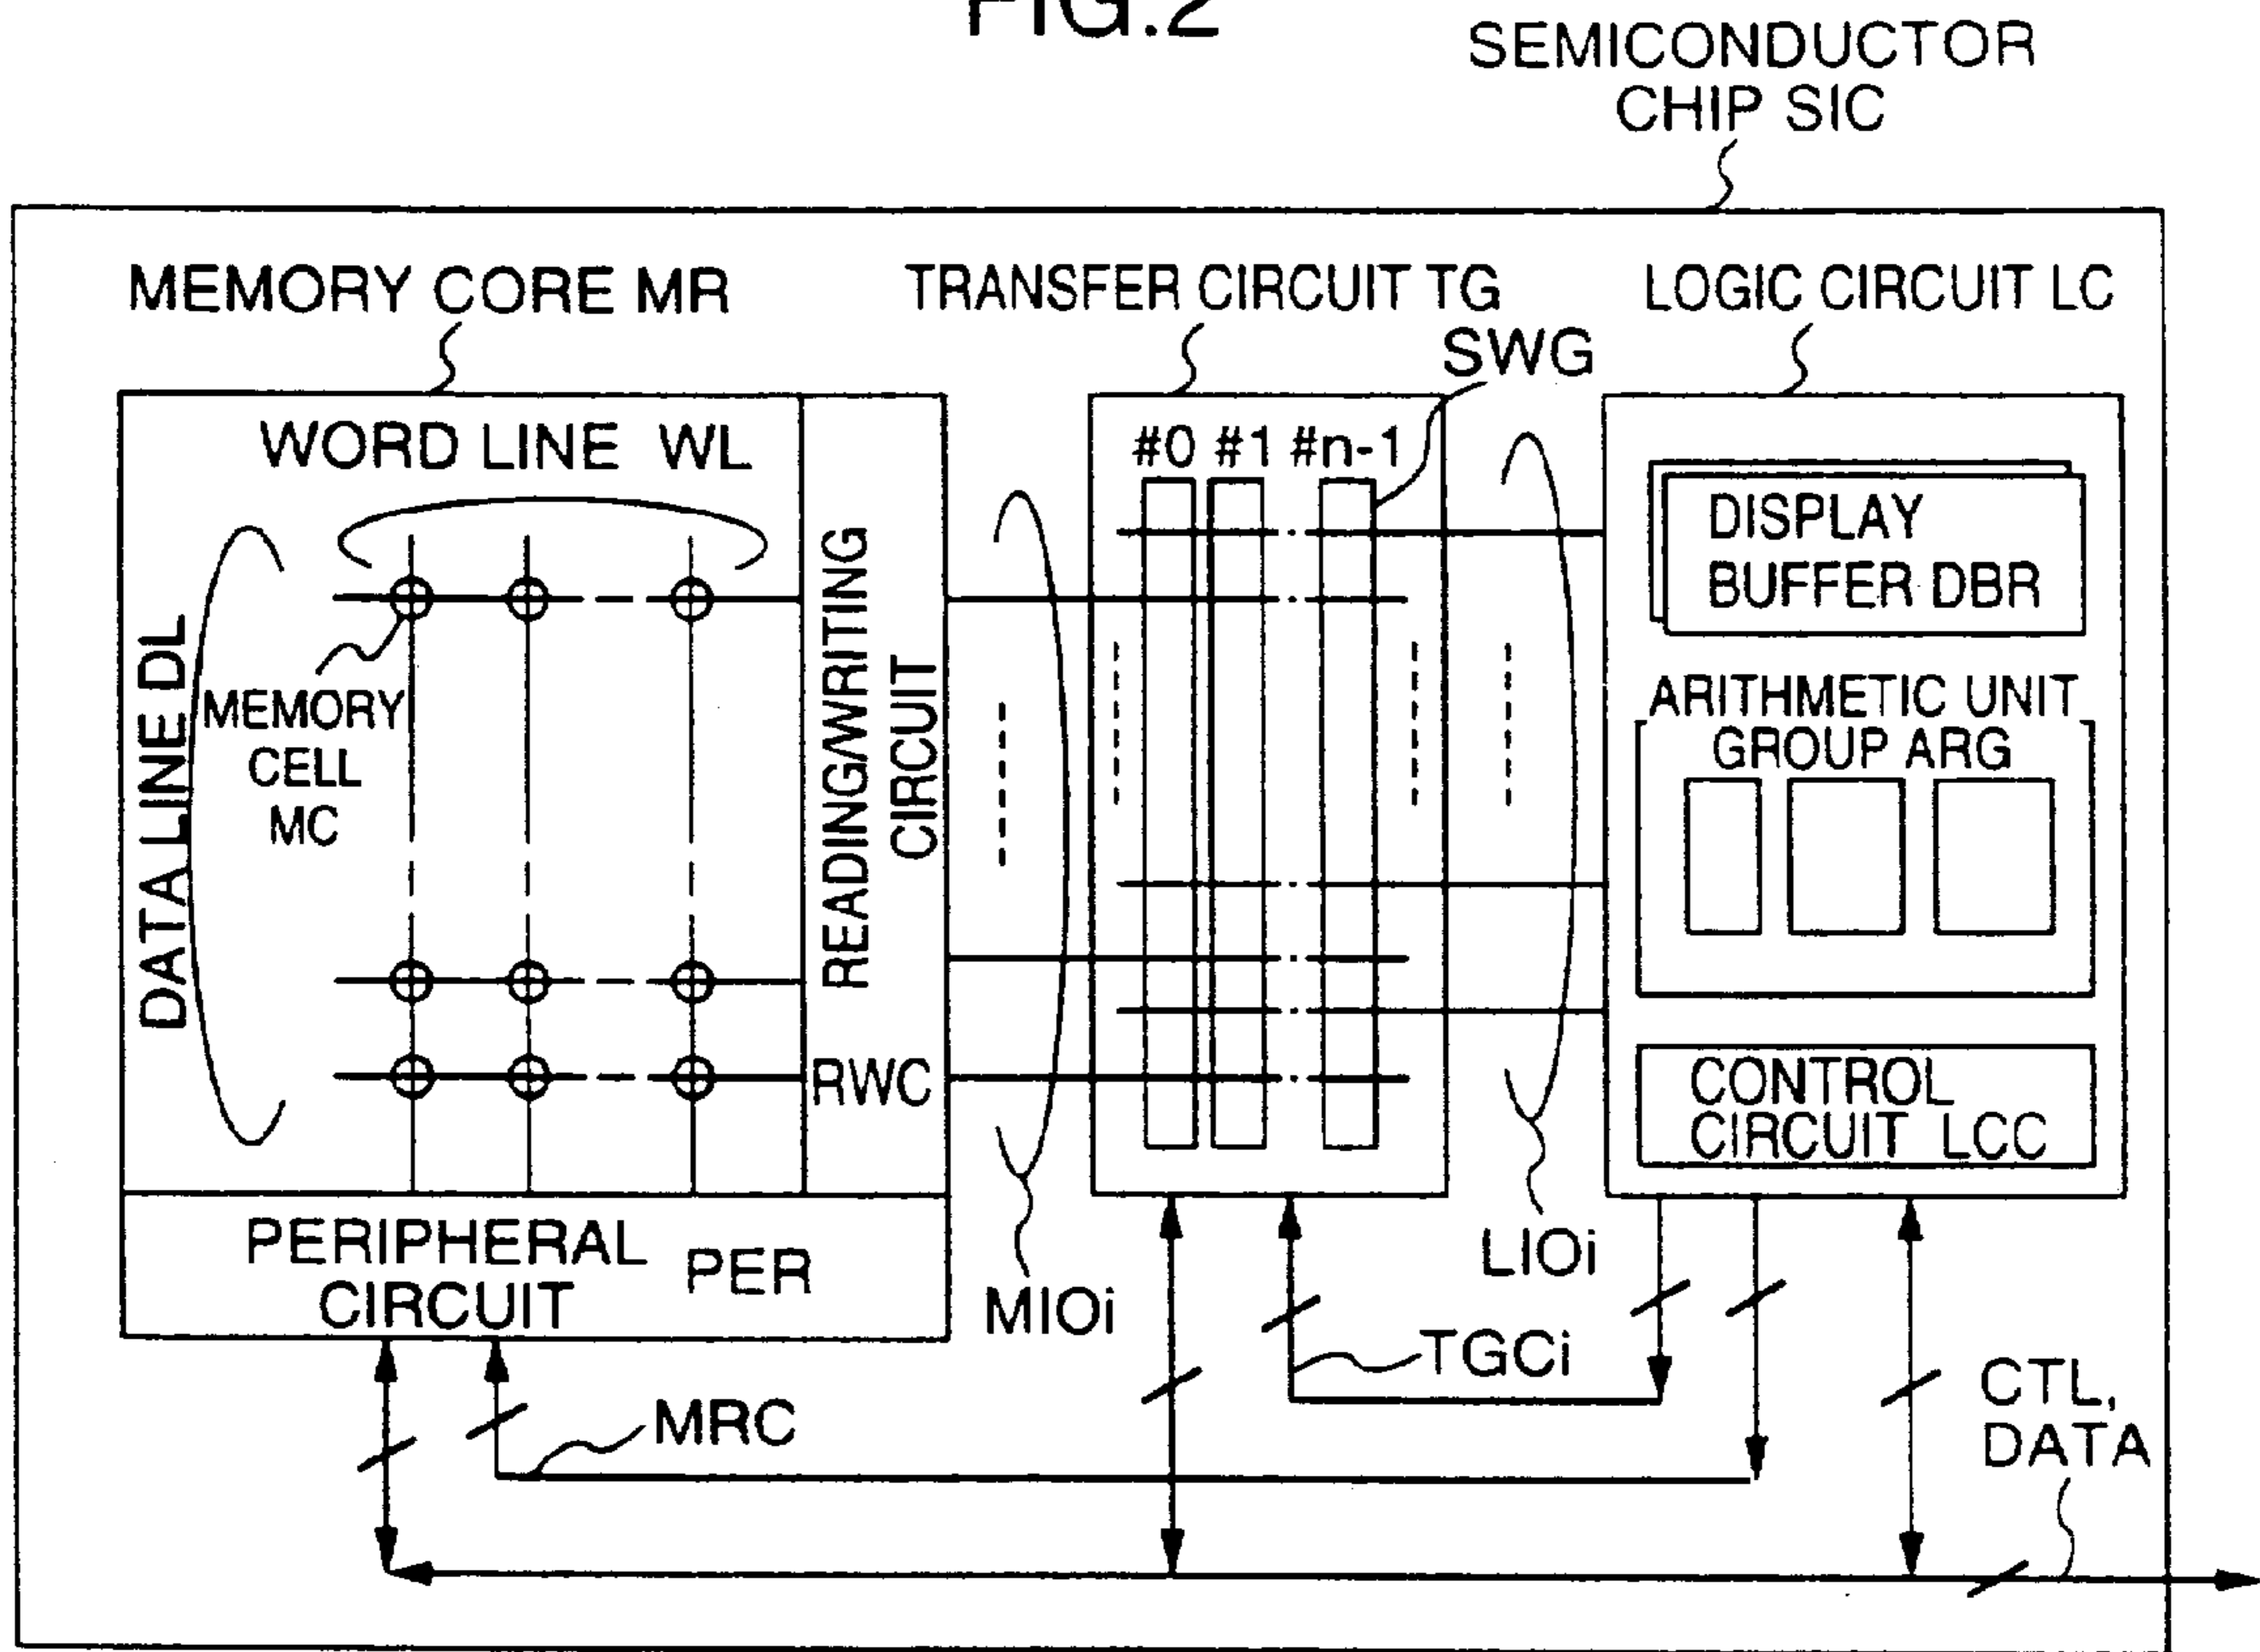 FIG.2
SEMICONDUCTOR
CHIP SIC
MEMORY CORE MR
TRANSFER CIRCUIT TG
LOGIC CIRCUIT LC
SWG
WORD LINE WL
#0 #1 #n-1
DATA LINE DL
MEMORY
CELL
MC
READING/WRITING
CIRCUIT
RWC
DISPLAY
BUFFER DBR
ARITHMETIC UNIT
GROUP ARG
CONTROL
CIRCUIT LCC
PERIPHERAL
CIRCUIT
PER
MIOi
LIOi
TGCi
MRC
CTL,
DATA